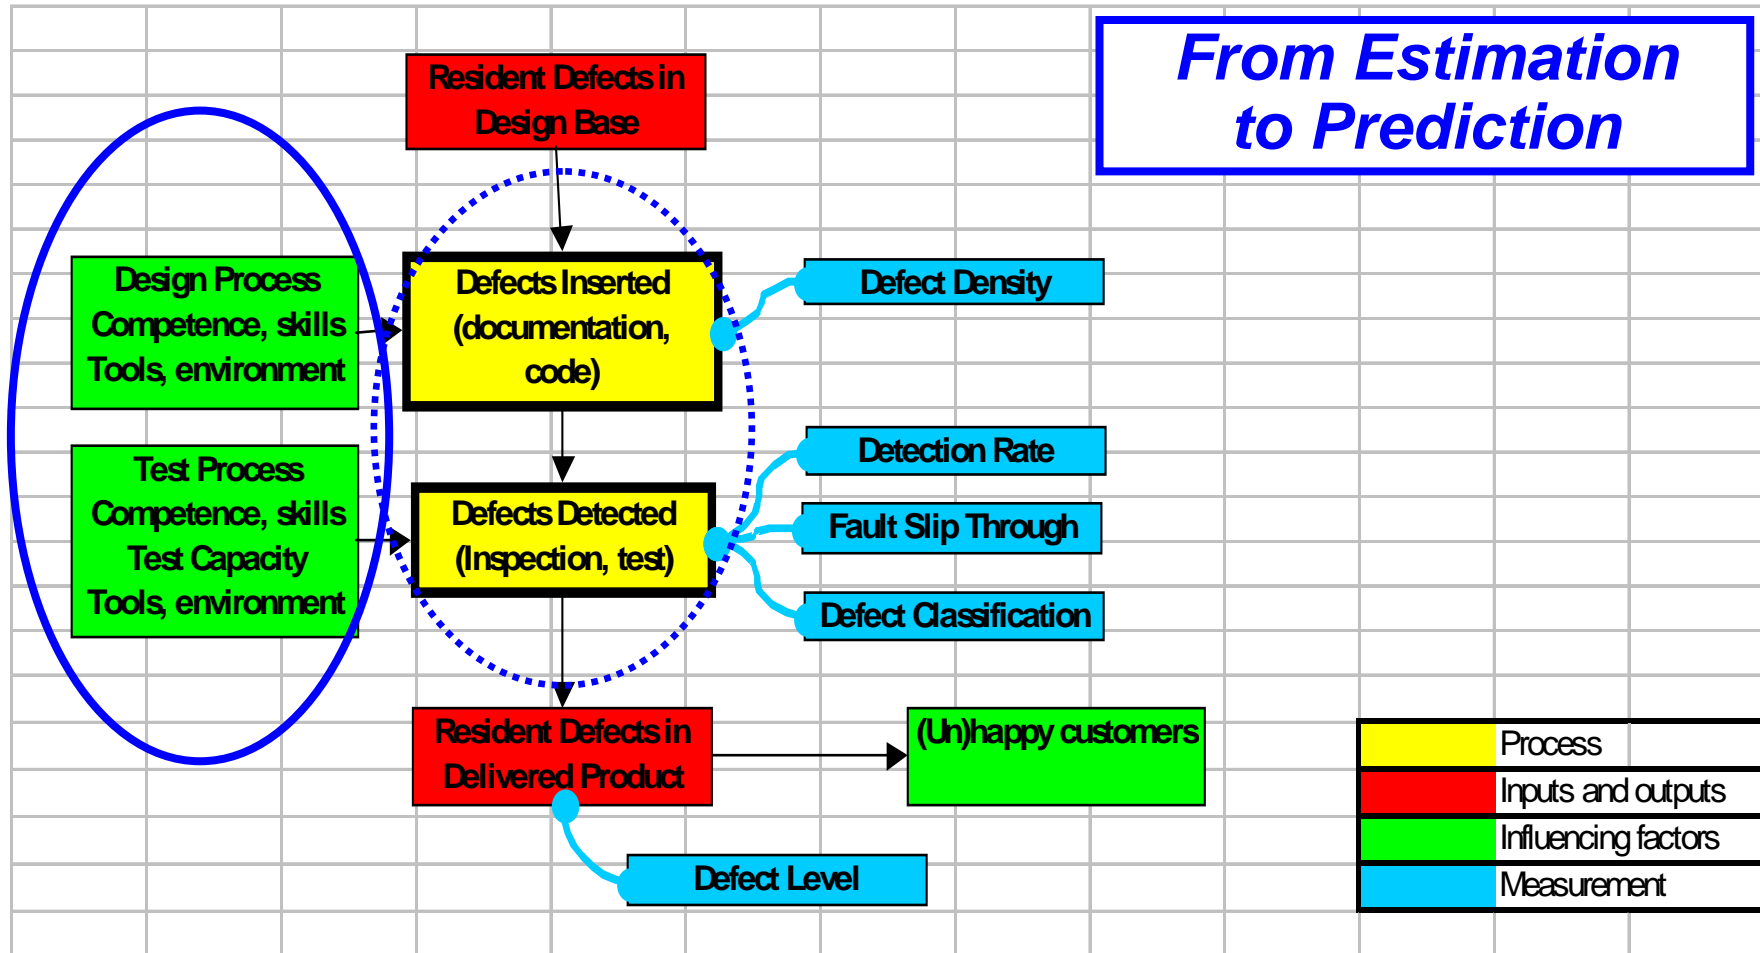 From Estimation
to Prediction
Resident Defects in
Design Base
Design Process
Competence, skills
Tools, environment
Defects Inserted
(documentation,
code)
Defect Density
Test Process
Competence, skills
Test Capacity
Tools, environment
Defects Detected
(Inspection, test)
Detection Rate
Fault Slip Through
Defect Classification
Resident Defects in
Delivered Product
(Un)happy customers
Defect Level
Process
Inputs and outputs
Influencing factors
Measurement